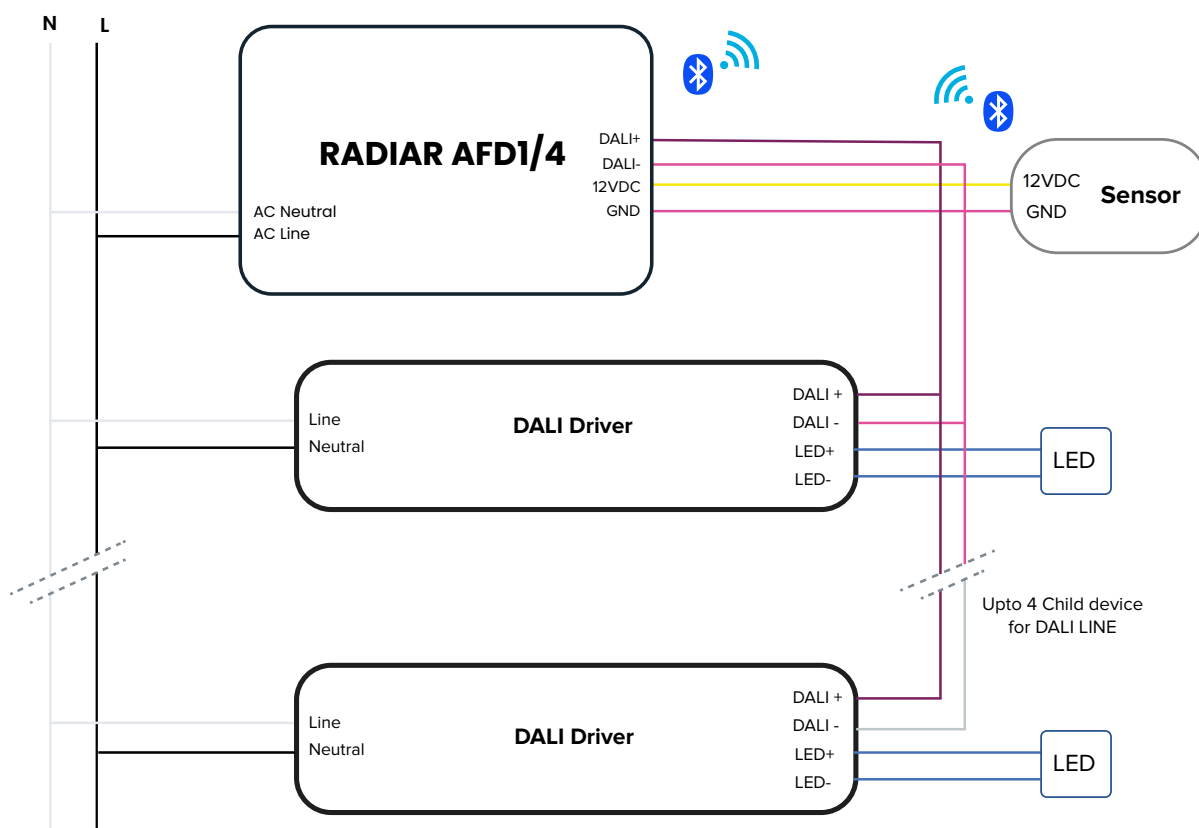 N
L
RADIAR AFD1/4
DALI+
DALI-
12VDC
GND
AC Neutral
AC Line
12VDC
GND
Sensor
Line
Neutral
DALI Driver
DALI +
DALI -
LED+
LED-
LED
Upto 4 Child device
for DALI LINE
Line
Neutral
DALI Driver
DALI +
DALI -
LED+
LED-
LED